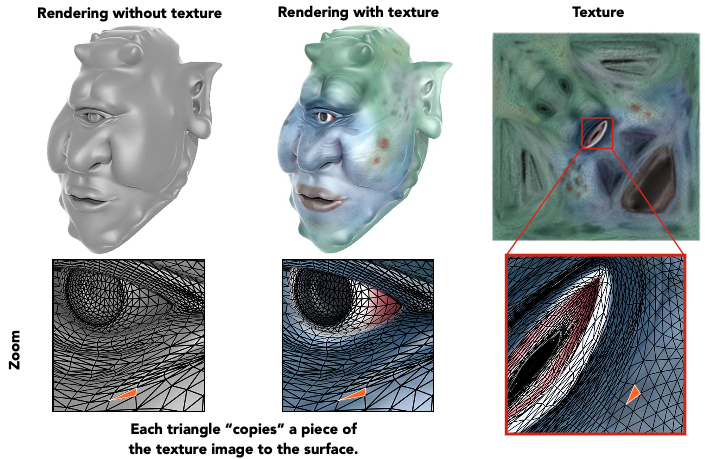 Rendering without texture
Rendering with texture
Texture
Zoom
Each triangle “copies” a piece of
the texture image to the surface.